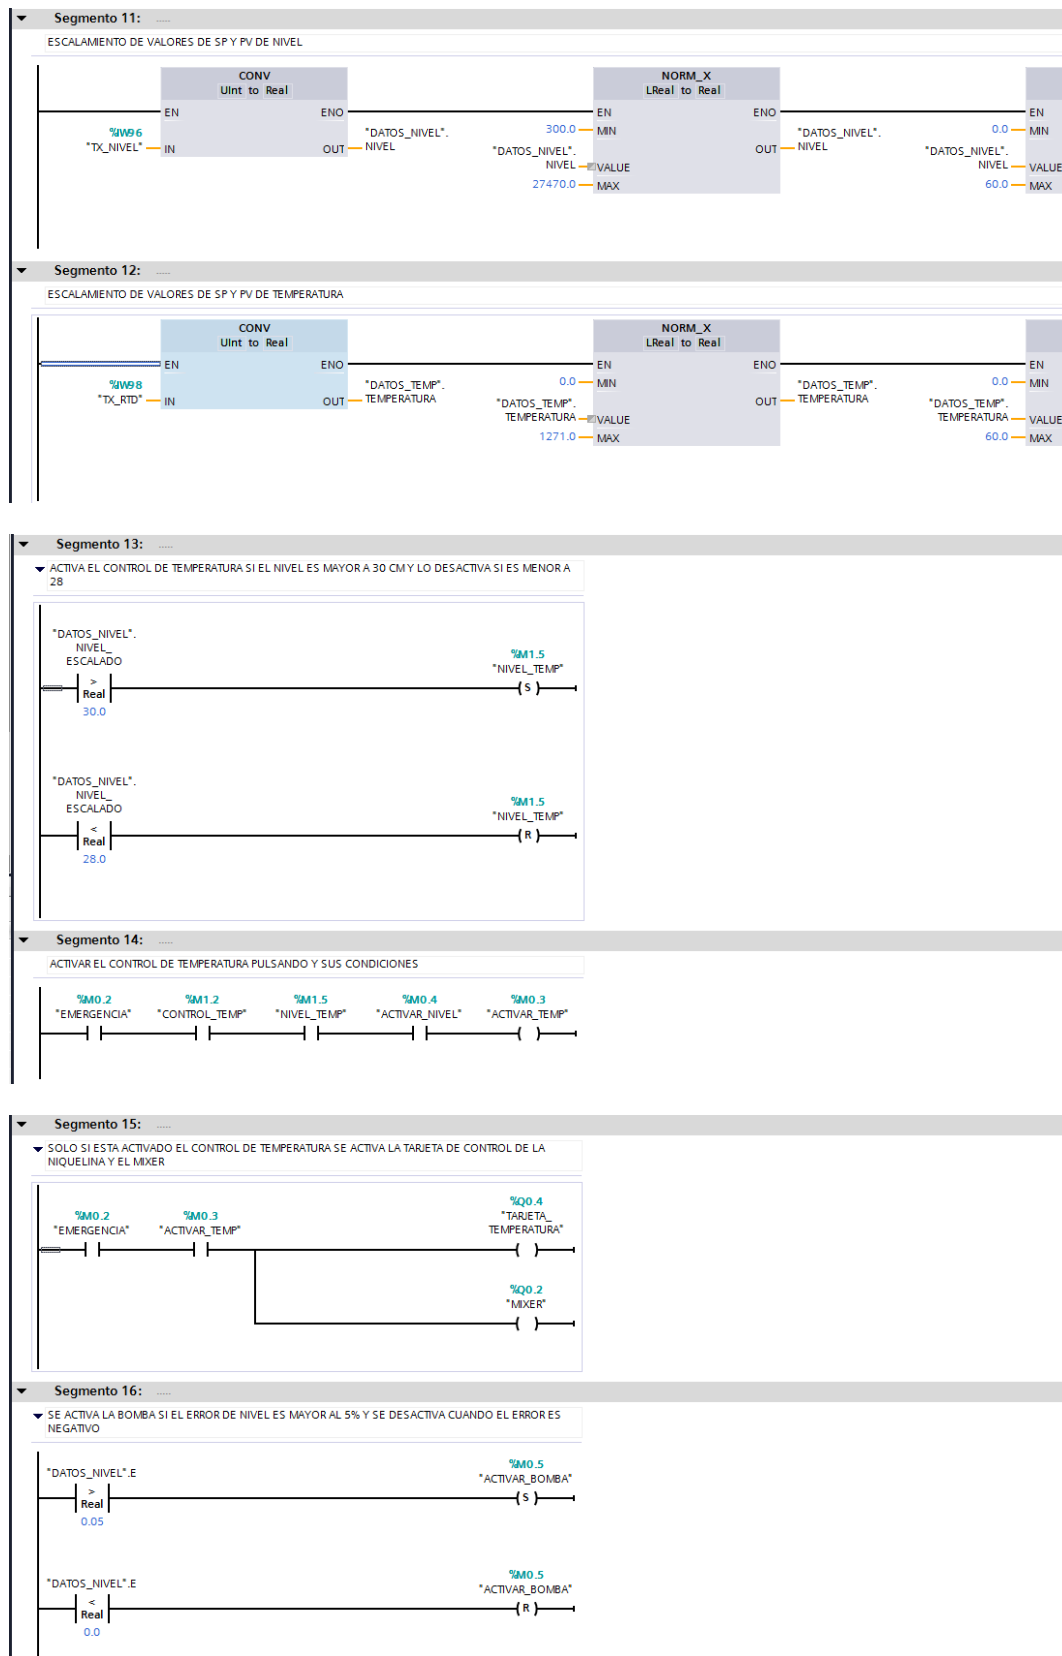 Segmento 11: .....
ESCALAMIENTO DE VALORES DE SP Y PV DE NIVEL
CONV
UInt to Real
NORM_X
LReal to Real
EN ENO EN ENO EN
%IW96
"TX_NIVEL" IN
OUT "DATOS_NIVEL".
NIVEL
300.0 MIN
"DATOS_NIVEL".
NIVEL VALUE
27470.0 MAX
OUT "DATOS_NIVEL".
NIVEL
0.0 MIN
"DATOS_NIVEL".
NIVEL VALUE
60.0 MAX
Segmento 12: .....
ESCALAMIENTO DE VALORES DE SP Y PV DE TEMPERATURA
CONV
UInt to Real
NORM_X
LReal to Real
EN ENO EN ENO EN
%IW98
"TX_RTD" IN
OUT "DATOS_TEMP".
TEMPERATURA
0.0 MIN
"DATOS_TEMP".
TEMPERATURA VALUE
1271.0 MAX
OUT "DATOS_TEMP".
TEMPERATURA
0.0 MIN
"DATOS_TEMP".
TEMPERATURA VALUE
60.0 MAX
Segmento 13: .....
ACTIVA EL CONTROL DE TEMPERATURA SI EL NIVEL ES MAYOR A 30 CM Y LO DESACTIVA SI ES MENOR A
28
"DATOS_NIVEL".
NIVEL_
ESCALADO
>
Real
30.0
%M1.5
"NIVEL_TEMP"
S
"DATOS_NIVEL".
NIVEL_
ESCALADO
<
Real
28.0
%M1.5
"NIVEL_TEMP"
R
Segmento 14: .....
ACTIVAR EL CONTROL DE TEMPERATURA PULSANDO Y SUS CONDICIONES
%M0.2 %M1.2 %M1.5 %M0.4 %M0.3
"EMERGENCIA" "CONTROL_TEMP" "NIVEL_TEMP" "ACTIVAR_NIVEL" "ACTIVAR_TEMP"
Segmento 15: .....
SOLO SI ESTA ACTIVADO EL CONTROL DE TEMPERATURA SE ACTIVA LA TARJETA DE CONTROL DE LA
NIQUELINA Y EL MIXER
%M0.2 %M0.3
"EMERGENCIA" "ACTIVAR_TEMP"
%Q0.4
"TARJETA_
TEMPERATURA"
%Q0.2
"MIXER"
Segmento 16: .....
SE ACTIVA LA BOMBA SI EL ERROR DE NIVEL ES MAYOR AL 5% Y SE DESACTIVA CUANDO EL ERROR ES
NEGATIVO
"DATOS_NIVEL".E
>
Real
0.05
%M0.5
"ACTIVAR_BOMBA"
S
"DATOS_NIVEL".E
<
Real
0.0
%M0.5
"ACTIVAR_BOMBA"
R